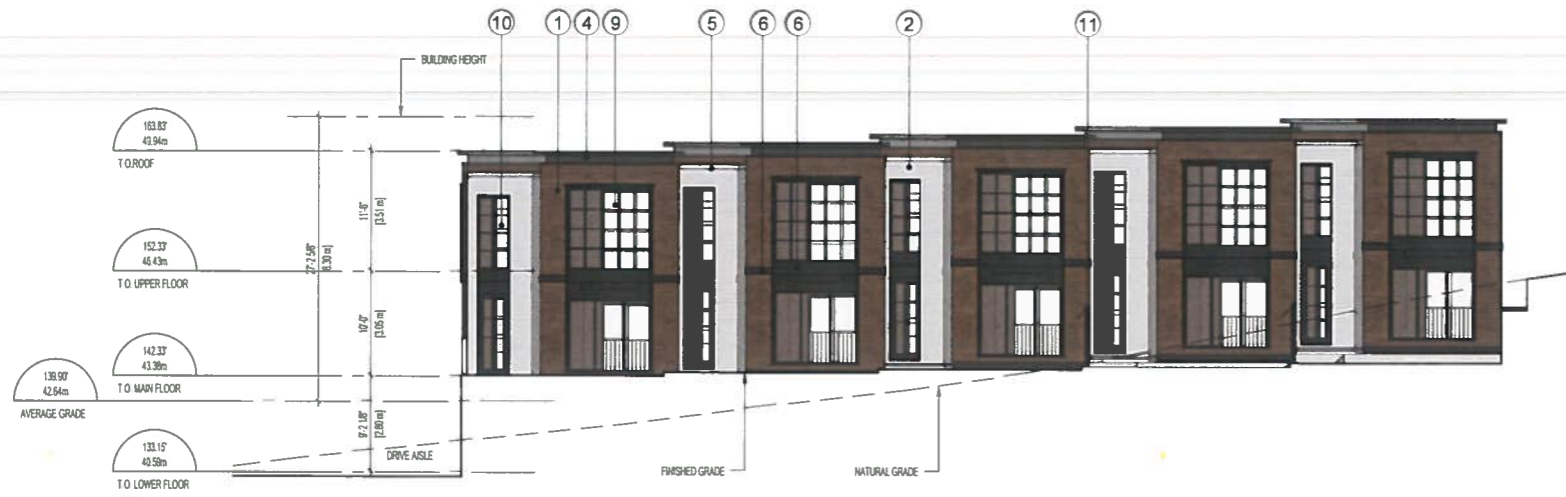 10 1 4 9 5 6 6 2 11
BUILDING HEIGHT
163.83'
49.94m
T.O.ROOF
11'-6"
[3.51 m]
27'-2 5/8"
8.30 m]
152.33'
46.43m
T.O. UPPER FLOOR
10'-0"
[3.05 m]
142.33'
43.38m
T.O. MAIN FLOOR
139.90'
42.64m
AVERAGE GRADE
9'-2 1/8"
[2.80 m]
133.15'
40.59m
T.O. LOWER FLOOR
DRIVE AISLE
FINISHED GRADE
NATURAL GRADE